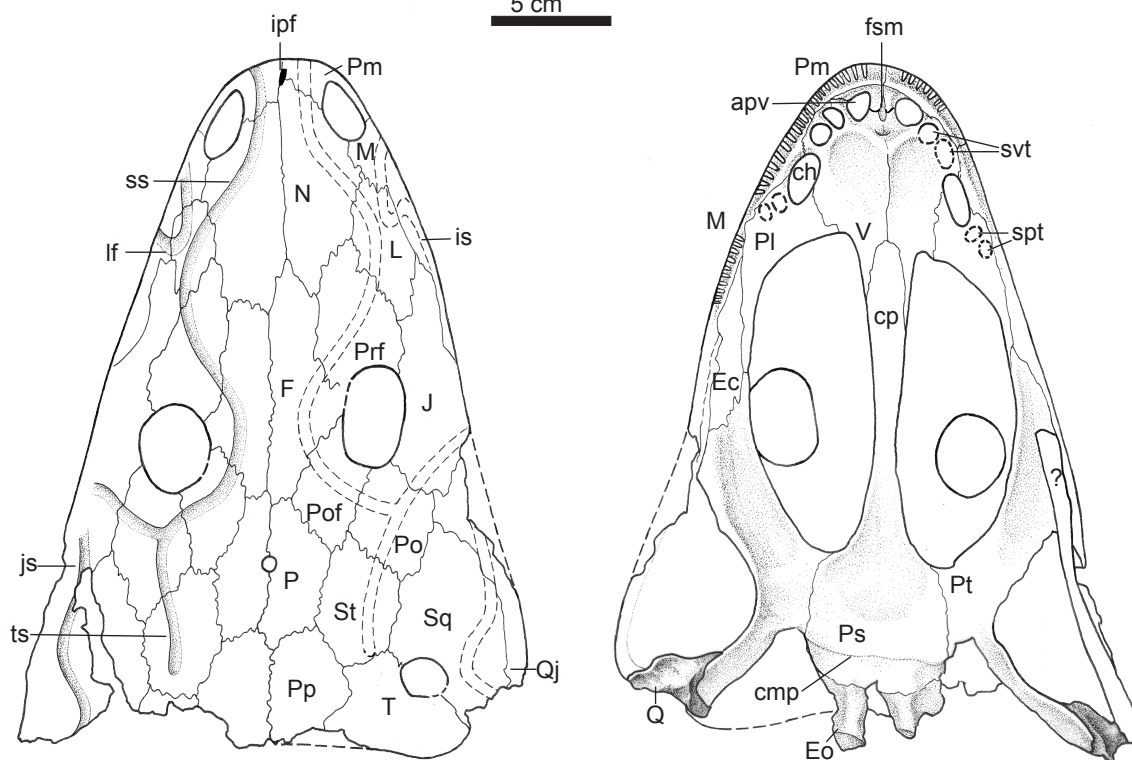 5 cm
ipf
Pm
ss
M
N
lf
L
is
Prf
F
J
Pof
Po
js
P
St
Sq
ts
Qj
Pp
T
fsm
Pm
apv
svt
ch
M
Pl
V
spt
cp
Ec
?
Pt
Ps
Q
cmp
Eo